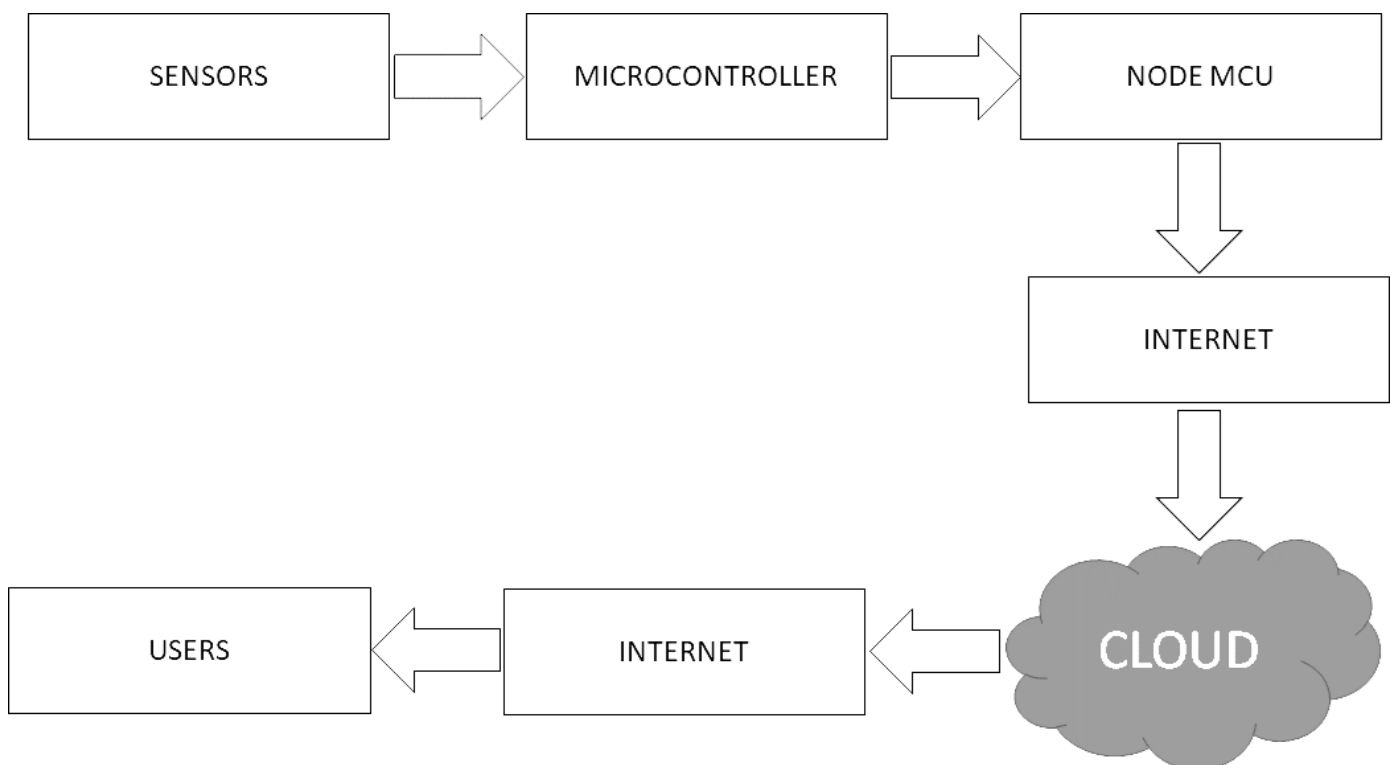 SENSORS
MICROCONTROLLER
NODE MCU
INTERNET
CLOUD
INTERNET
USERS